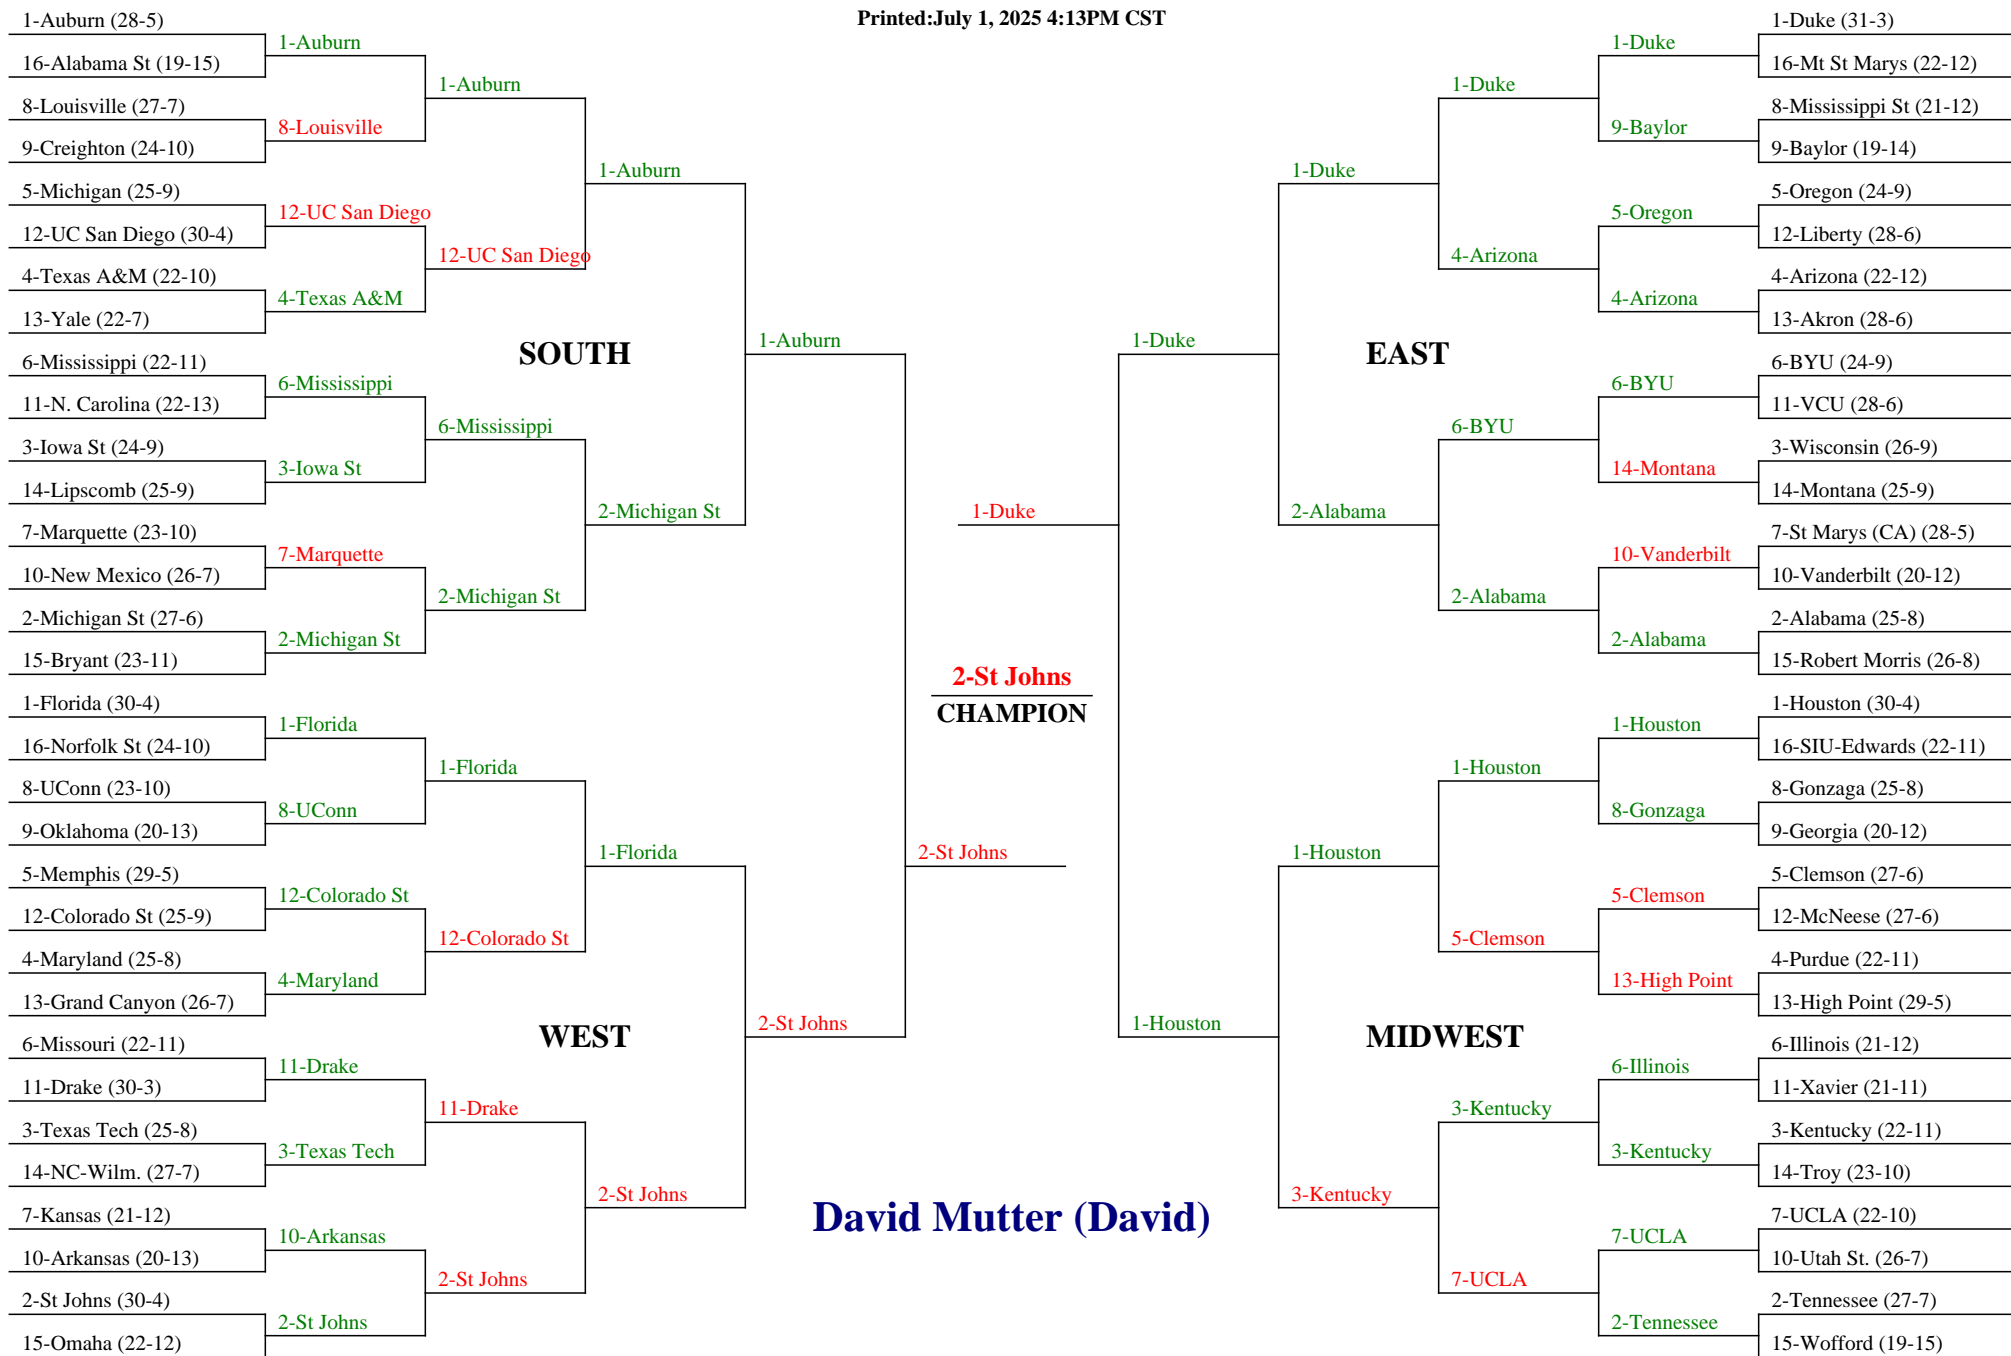 Printed:July 1, 2025 4:13PM CST
1-Auburn (28-5)
16-Alabama St (19-15)
8-Louisville (27-7)
9-Creighton (24-10)
5-Michigan (25-9)
12-UC San Diego (30-4)
4-Texas A&M (22-10)
13-Yale (22-7)
6-Mississippi (22-11)
11-N. Carolina (22-13)
3-Iowa St (24-9)
14-Lipscomb (25-9)
7-Marquette (23-10)
10-New Mexico (26-7)
2-Michigan St (27-6)
15-Bryant (23-11)
1-Florida (30-4)
16-Norfolk St (24-10)
8-UConn (23-10)
9-Oklahoma (20-13)
5-Memphis (29-5)
12-Colorado St (25-9)
4-Maryland (25-8)
13-Grand Canyon (26-7)
6-Missouri (22-11)
11-Drake (30-3)
3-Texas Tech (25-8)
14-NC-Wilm. (27-7)
7-Kansas (21-12)
10-Arkansas (20-13)
2-St Johns (30-4)
15-Omaha (22-12)
1-Auburn
8-Louisville
12-UC San Diego
4-Texas A&M
6-Mississippi
3-Iowa St
7-Marquette
2-Michigan St
1-Florida
8-UConn
12-Colorado St
4-Maryland
11-Drake
3-Texas Tech
10-Arkansas
2-St Johns
1-Auburn
12-UC San Diego
6-Mississippi
2-Michigan St
1-Florida
12-Colorado St
11-Drake
2-St Johns
SOUTH
WEST
1-Auburn
2-Michigan St
1-Florida
2-St Johns
1-Auburn
2-St Johns
2-St Johns
1-Duke
2-St Johns
CHAMPION
David Mutter (David)
1-Duke
1-Houston
1-Duke
2-Alabama
1-Houston
3-Kentucky
EAST
MIDWEST
1-Duke
4-Arizona
6-BYU
2-Alabama
1-Houston
5-Clemson
3-Kentucky
7-UCLA
1-Duke
9-Baylor
5-Oregon
4-Arizona
6-BYU
14-Montana
10-Vanderbilt
2-Alabama
1-Houston
8-Gonzaga
5-Clemson
13-High Point
6-Illinois
3-Kentucky
7-UCLA
2-Tennessee
1-Duke (31-3)
16-Mt St Marys (22-12)
8-Mississippi St (21-12)
9-Baylor (19-14)
5-Oregon (24-9)
12-Liberty (28-6)
4-Arizona (22-12)
13-Akron (28-6)
6-BYU (24-9)
11-VCU (28-6)
3-Wisconsin (26-9)
14-Montana (25-9)
7-St Marys (CA) (28-5)
10-Vanderbilt (20-12)
2-Alabama (25-8)
15-Robert Morris (26-8)
1-Houston (30-4)
16-SIU-Edwards (22-11)
8-Gonzaga (25-8)
9-Georgia (20-12)
5-Clemson (27-6)
12-McNeese (27-6)
4-Purdue (22-11)
13-High Point (29-5)
6-Illinois (21-12)
11-Xavier (21-11)
3-Kentucky (22-11)
14-Troy (23-10)
7-UCLA (22-10)
10-Utah St. (26-7)
2-Tennessee (27-7)
15-Wofford (19-15)